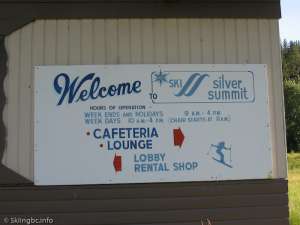 Welcome TO SKI silver summit
HOURS OF OPERATION
WEEK ENDS AND HOLIDAYS 9 A.M. - 4 P.M.
WEEK DAYS 10 A.M.-4 P.M. (CHAIR STARTS AT 11 A.M.)
• CAFETERIA
• LOUNGE
LOBBY
RENTAL SHOP
© SkiingBC.info